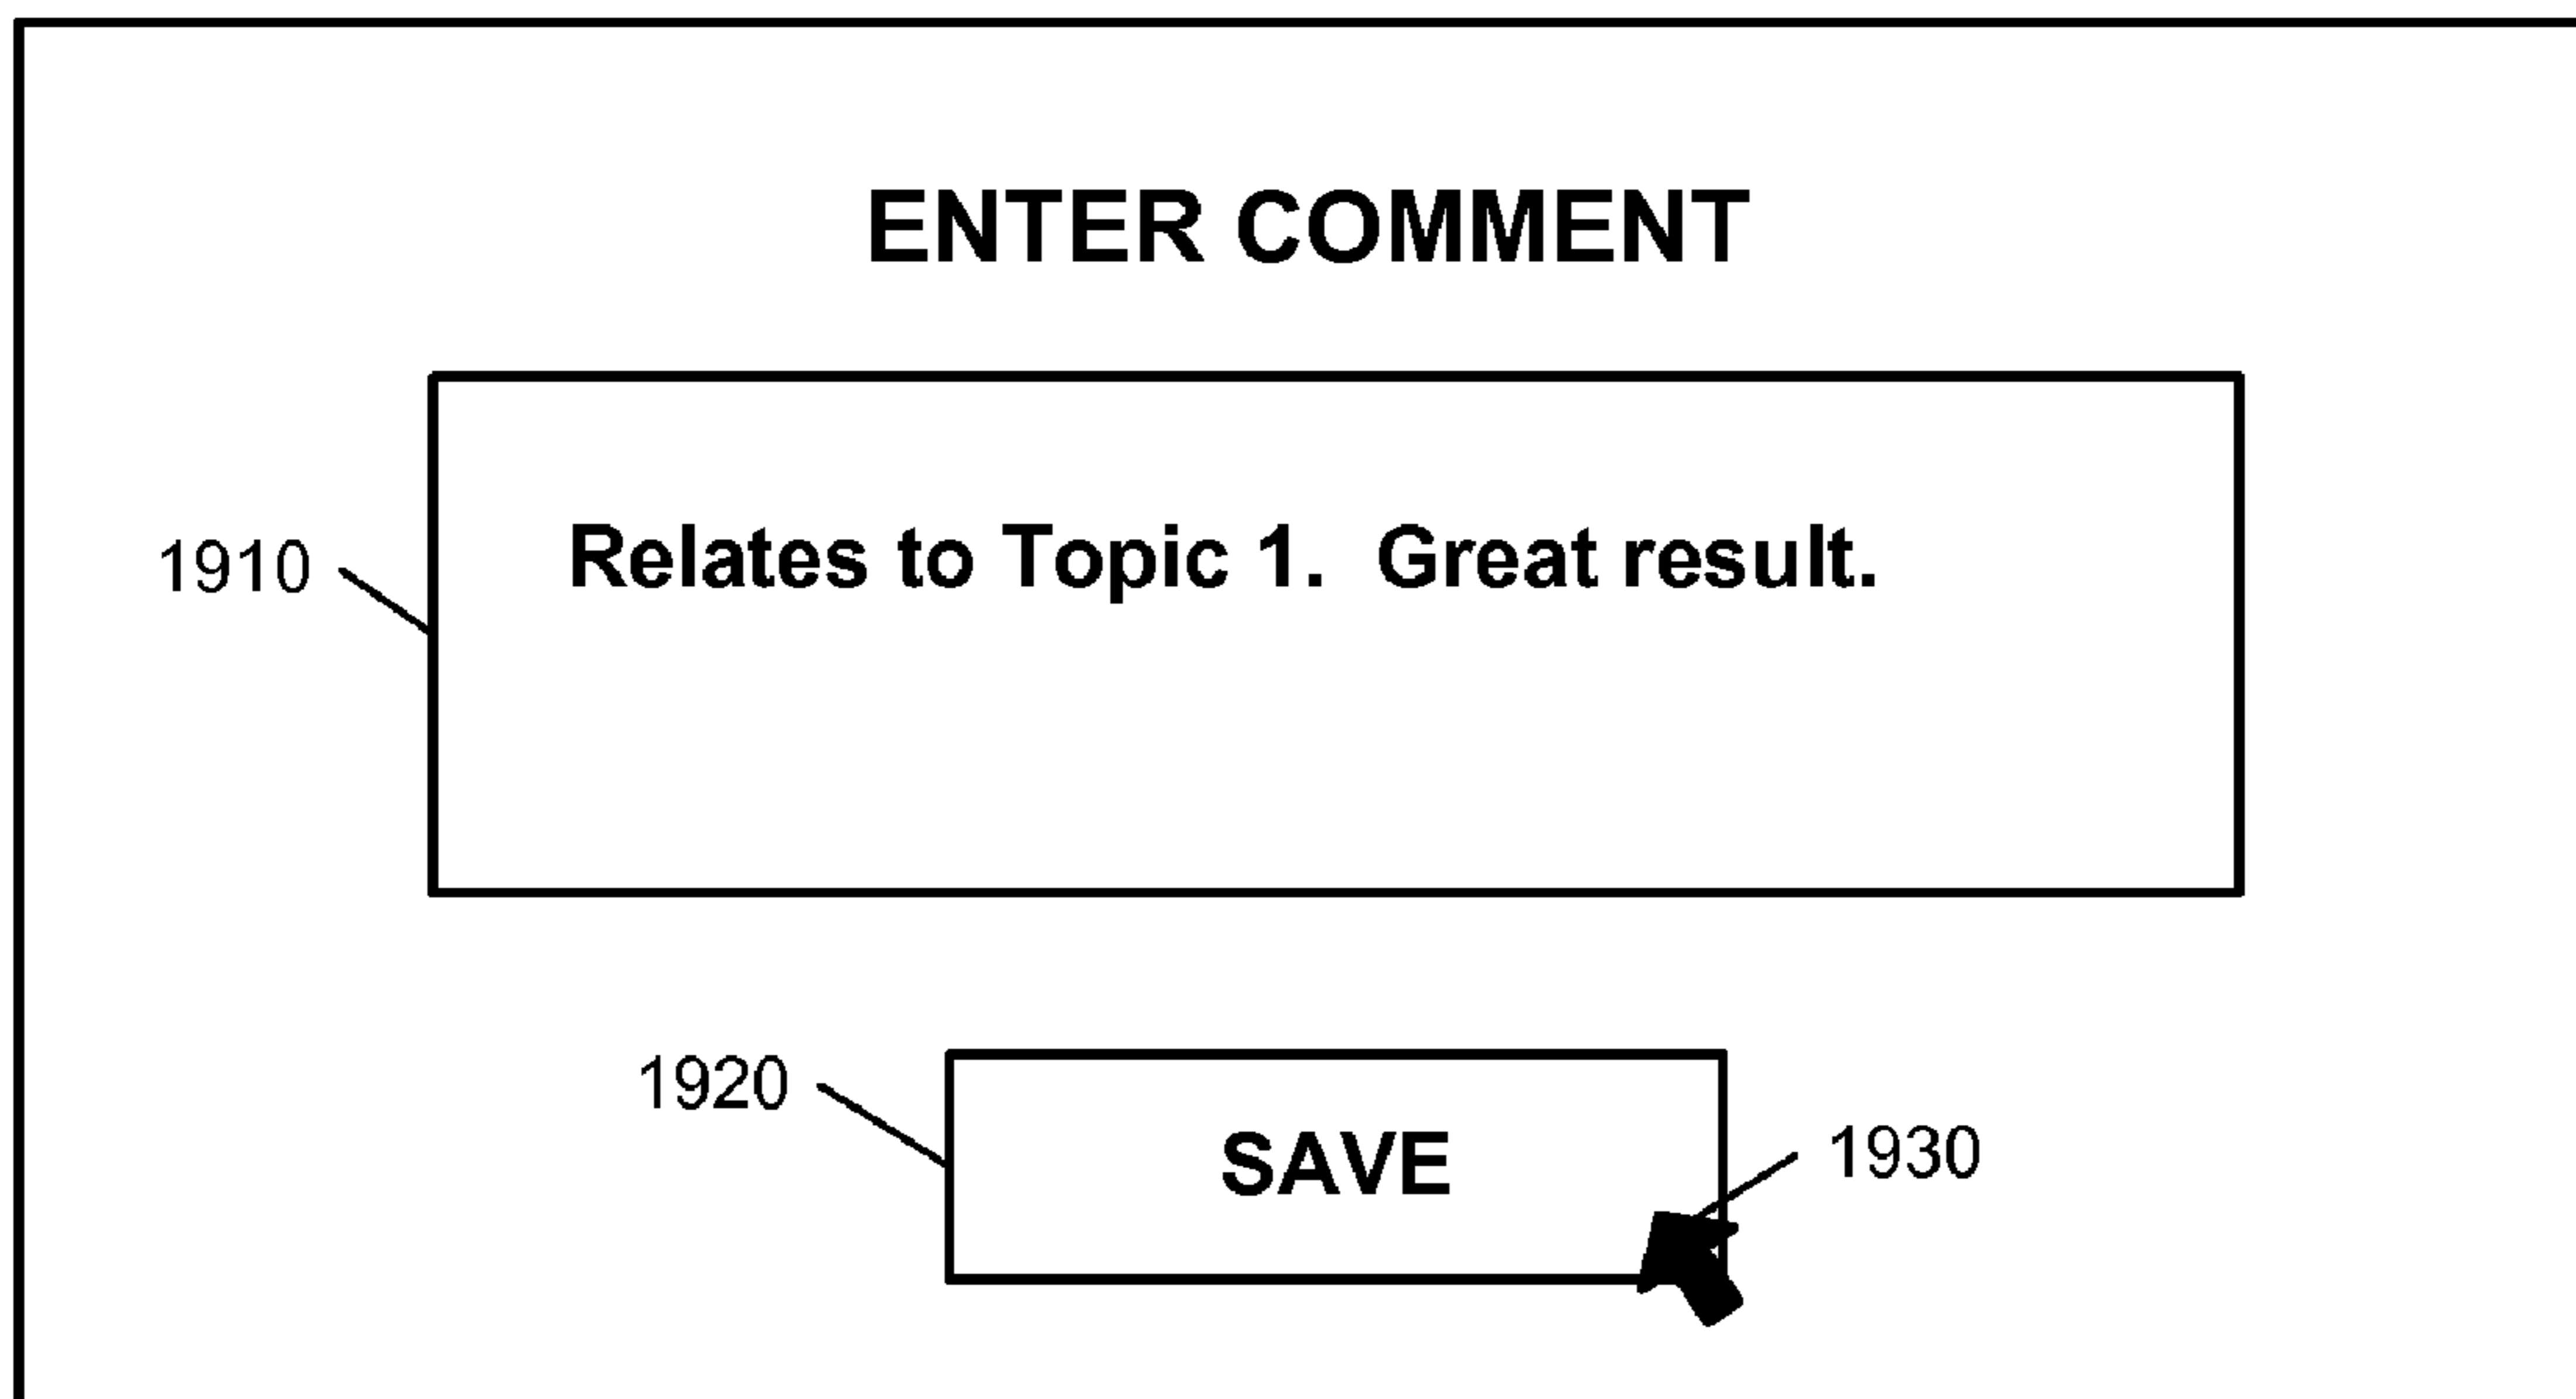 ENTER COMMENT
Relates to Topic 1.  Great result.
1910
1920
SAVE
1930